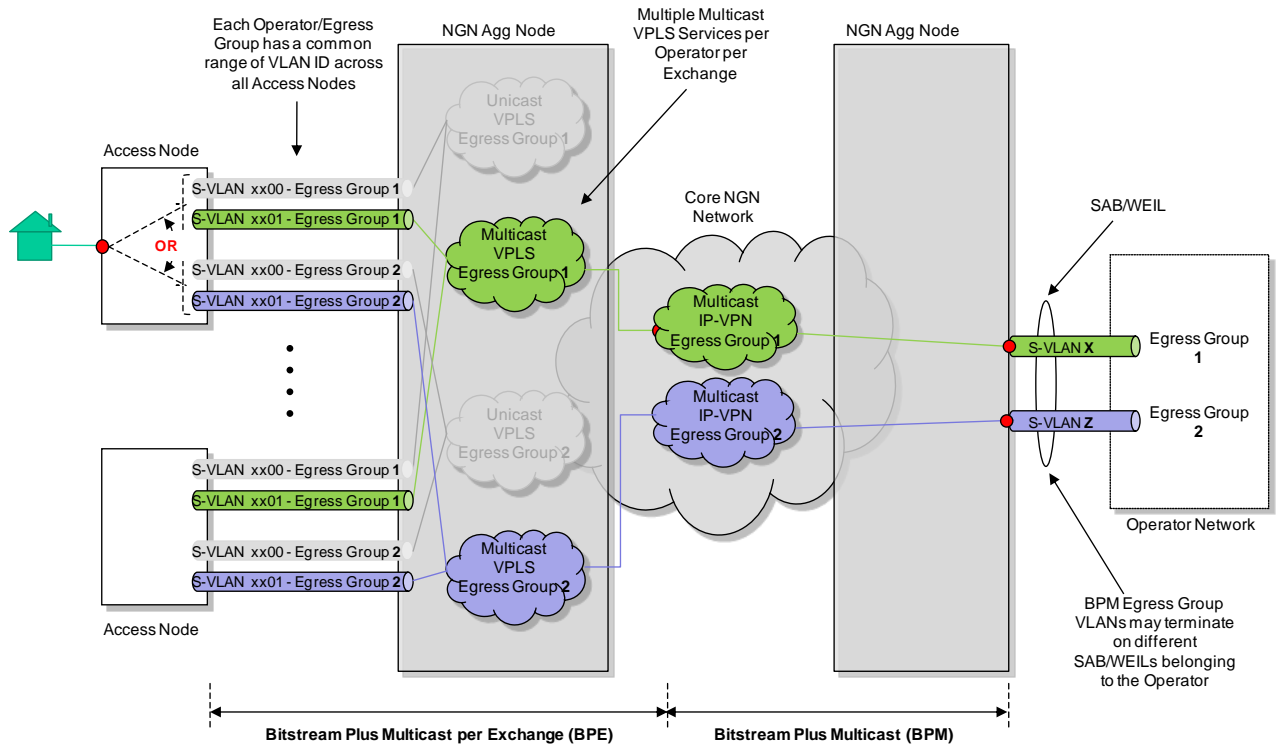 Each Operator/Egress
Group has a common
range of VLAN ID across
all Access Nodes
NGN Agg Node
Multiple Multicast
VPLS Services per
Operator per
Exchange
NGN Agg Node
Unicast
VPLS
Egress Group 1
Access Node
S-VLAN xx00 - Egress Group 1
S-VLAN xx01 - Egress Group 1
OR
S-VLAN xx00 - Egress Group 2
S-VLAN xx01 - Egress Group 2
Multicast
VPLS
Egress Group 1
Core NGN
Network
SAB/WEIL
Multicast
IP-VPN
Egress Group 1
Multicast
IP-VPN
Egress Group 2
S-VLAN X
Egress Group
1
S-VLAN Z
Egress Group
2
Operator Network
Unicast
VPLS
Egress Group 2
S-VLAN xx00 - Egress Group 1
S-VLAN xx01 - Egress Group 1
S-VLAN xx00 - Egress Group 2
S-VLAN xx01 - Egress Group 2
Access Node
Multicast
VPLS
Egress Group 2
BPM Egress Group
VLANs may terminate
on different
SAB/WEILs belonging
to the Operator
Bitstream Plus Multicast per Exchange (BPE)
Bitstream Plus Multicast (BPM)